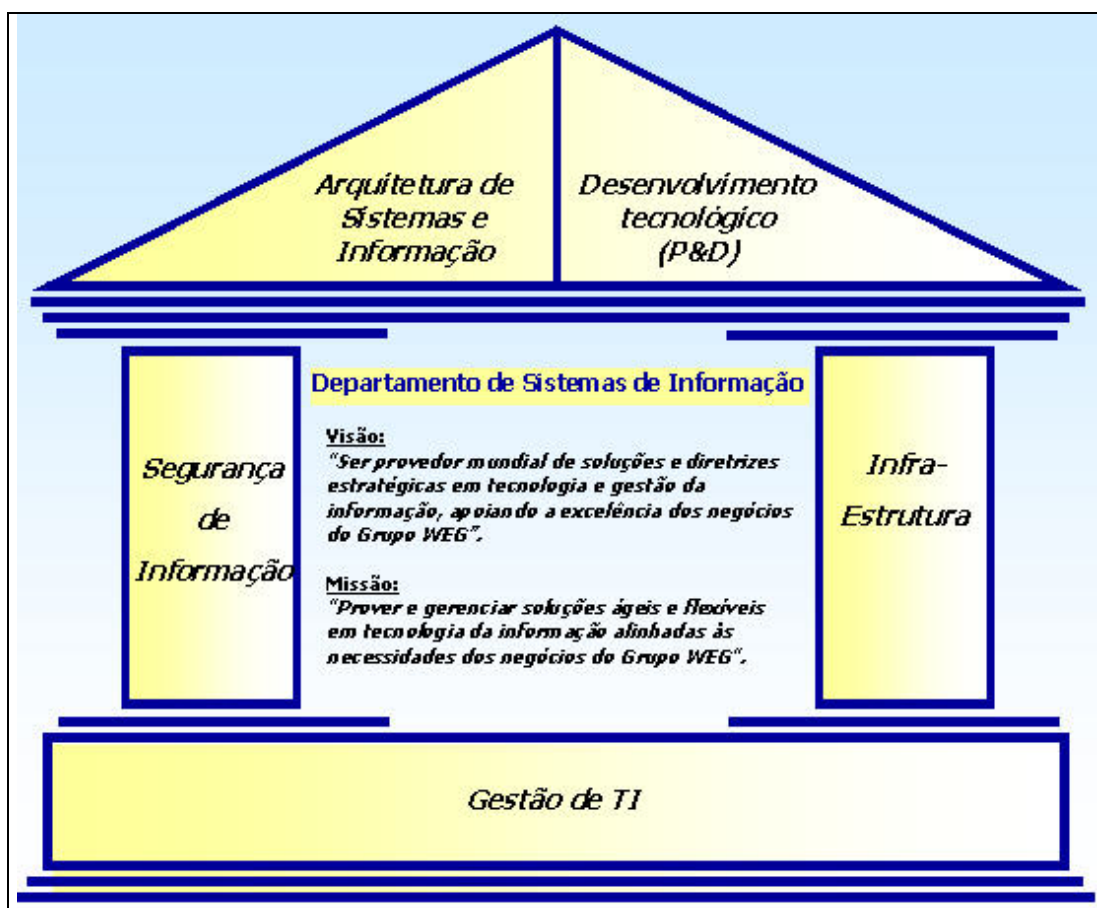 Arquitetura de
Sistemas e
Informação
Desenvolvimento
tecnológico
(P&D)
Departamento de Sistemas de Informação
Visão:
"Ser provedor mundial de soluções e diretrizes
estratégicas em tecnologia e gestão da
informação, apoiando a excelência dos negócios
do Grupo WEG".
Missão:
"Prover e gerenciar soluções ágeis e flexíveis
em tecnologia da informação alinhadas às
necessidades dos negócios do Grupo WEG".
Segurança
de
Informação
Infra-
Estrutura
Gestão de TI